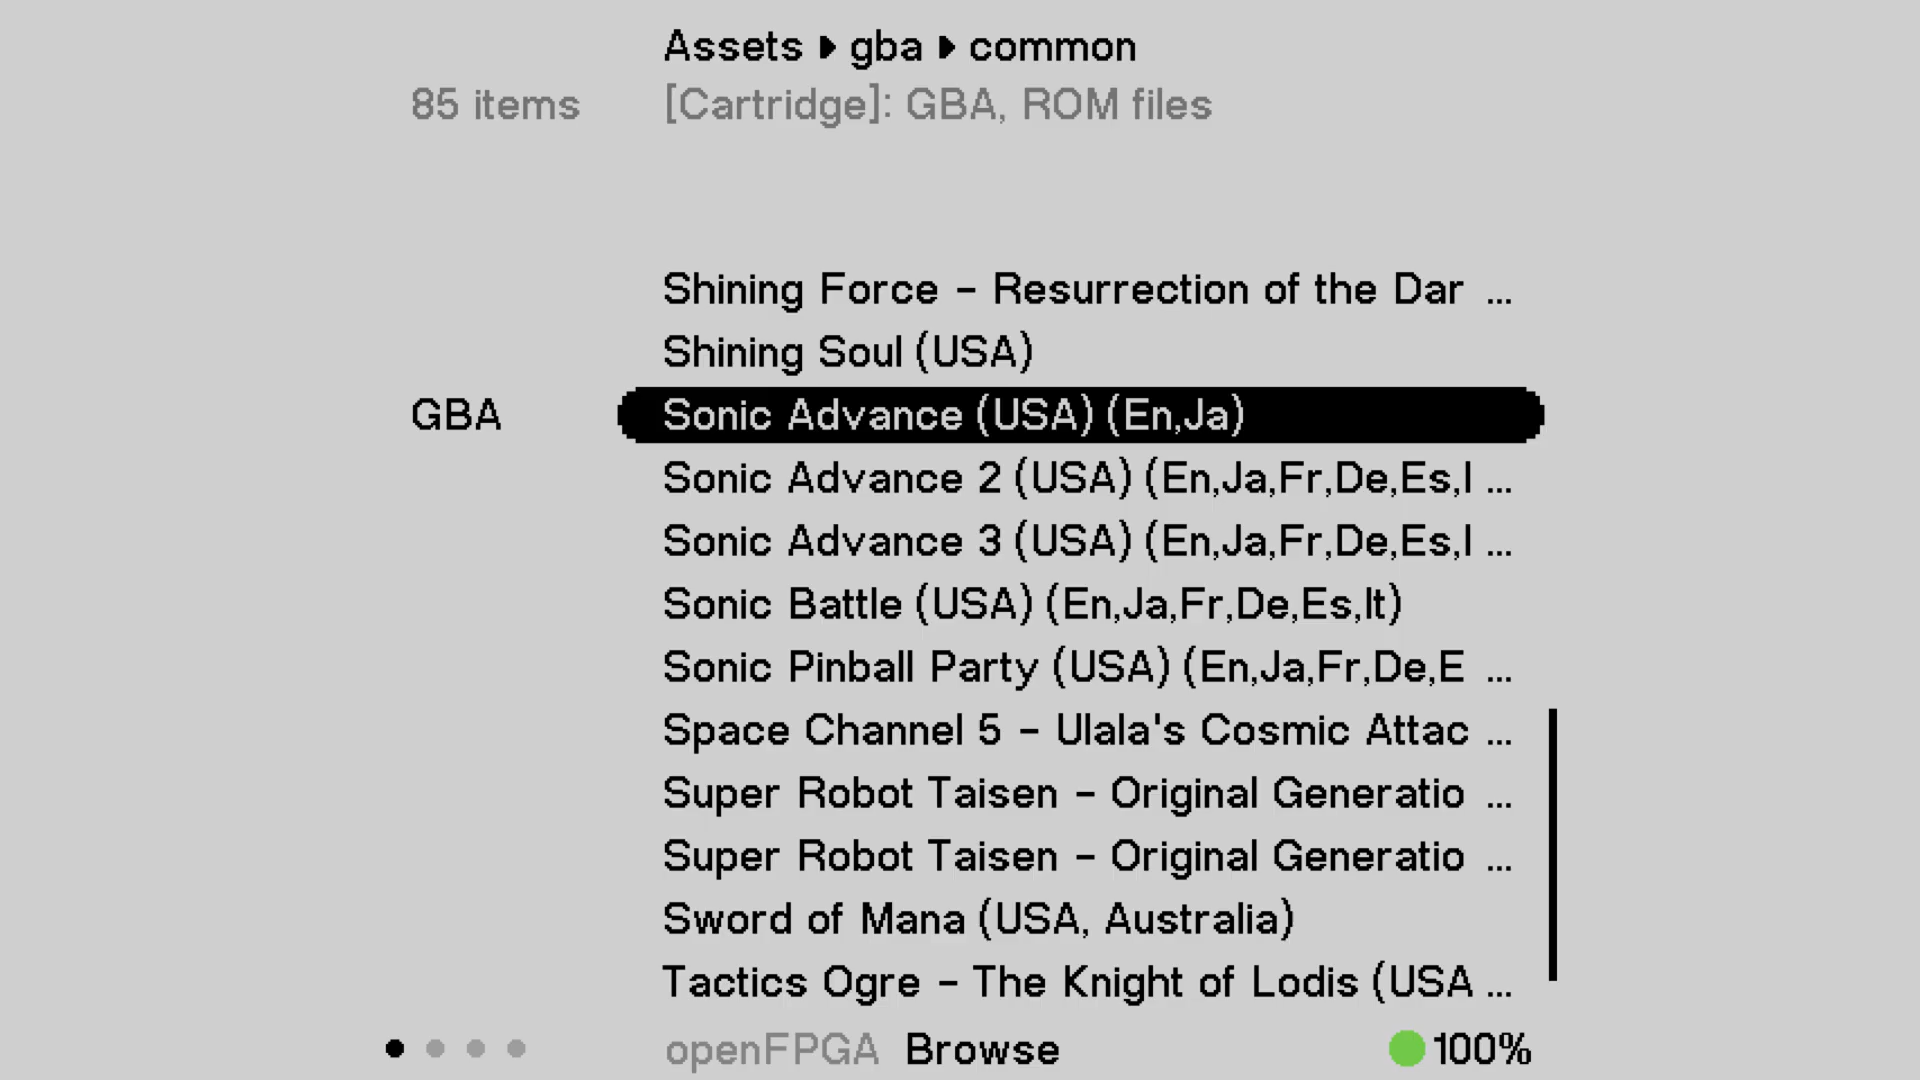 Assets ▶ gba ▶ common
85 items [Cartridge]: GBA, ROM files
Shining Force - Resurrection of the Dar ...
Shining Soul (USA)
GBA Sonic Advance (USA) (En,Ja)
Sonic Advance 2 (USA) (En,Ja,Fr,De,Es,I ...
Sonic Advance 3 (USA) (En,Ja,Fr,De,Es,I ...
Sonic Battle (USA) (En,Ja,Fr,De,Es,It)
Sonic Pinball Party (USA) (En,Ja,Fr,De,E ...
Space Channel 5 - Ulala's Cosmic Attac ...
Super Robot Taisen - Original Generatio ...
Super Robot Taisen - Original Generatio ...
Sword of Mana (USA, Australia)
Tactics Ogre - The Knight of Lodis (USA ...
openFPGA Browse 100%